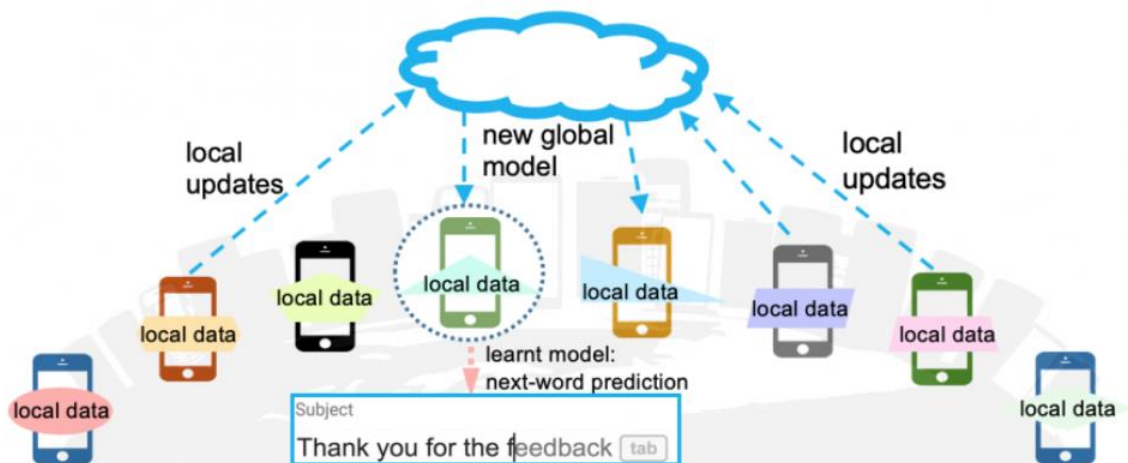 local
updates
new global
model
local
updates
local data
local data
local data
local data
local data
local data
local data
local data
learnt model:
next-word prediction
Subject
Thank you for the feedback tab